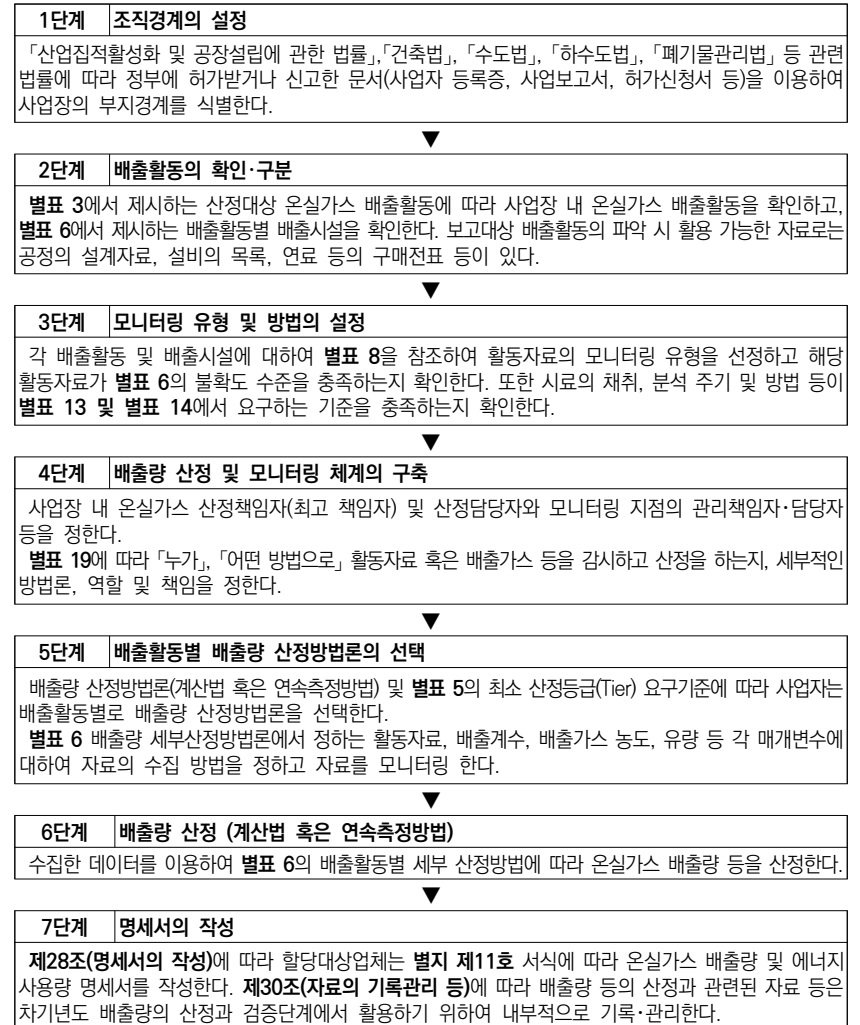 1단계 조직경계의 설정
「산업집적활성화 및 공장설립에 관한 법률」,「건축법」, 「수도법」, 「하수도법」, 「폐기물관리법」 등 관련
법률에 따라 정부에 허가받거나 신고한 문서(사업자 등록증, 사업보고서, 허가신청서 등)을 이용하여
사업장의 부지경계를 식별한다.
▼
2단계 배출활동의 확인·구분
별표 3에서 제시하는 산정대상 온실가스 배출활동에 따라 사업장 내 온실가스 배출활동을 확인하고,
별표 6에서 제시하는 배출활동별 배출시설을 확인한다. 보고대상 배출활동의 파악 시 활용 가능한 자료로는
공정의 설계자료, 설비의 목록, 연료 등의 구매전표 등이 있다.
▼
3단계 모니터링 유형 및 방법의 설정
각 배출활동 및 배출시설에 대하여 별표 8을 참조하여 활동자료의 모니터링 유형을 선정하고 해당
활동자료가 별표 6의 불확도 수준을 충족하는지 확인한다. 또한 시료의 채취, 분석 주기 및 방법 등이
별표 13 및 별표 14에서 요구하는 기준을 충족하는지 확인한다.
▼
4단계 배출량 산정 및 모니터링 체계의 구축
사업장 내 온실가스 산정책임자(최고 책임자) 및 산정담당자와 모니터링 지점의 관리책임자·담당자
등을 정한다.
별표 19에 따라 「누가」, 「어떤 방법으로」 활동자료 혹은 배출가스 등을 감시하고 산정을 하는지, 세부적인
방법론, 역할 및 책임을 정한다.
▼
5단계 배출활동별 배출량 산정방법론의 선택
배출량 산정방법론(계산법 혹은 연속측정방법) 및 별표 5의 최소 산정등급(Tier) 요구기준에 따라 사업자는
배출활동별로 배출량 산정방법론을 선택한다.
별표 6 배출량 세부산정방법론에서 정하는 활동자료, 배출계수, 배출가스 농도, 유량 등 각 매개변수에
대하여 자료의 수집 방법을 정하고 자료를 모니터링 한다.
▼
6단계 배출량 산정 (계산법 혹은 연속측정방법)
수집한 데이터를 이용하여 별표 6의 배출활동별 세부 산정방법에 따라 온실가스 배출량 등을 산정한다.
▼
7단계 명세서의 작성
제28조(명세서의 작성)에 따라 할당대상업체는 별지 제11호 서식에 따라 온실가스 배출량 및 에너지
사용량 명세서를 작성한다. 제30조(자료의 기록관리 등)에 따라 배출량 등의 산정과 관련된 자료 등은
차기년도 배출량의 산정과 검증단계에서 활용하기 위하여 내부적으로 기록·관리한다.